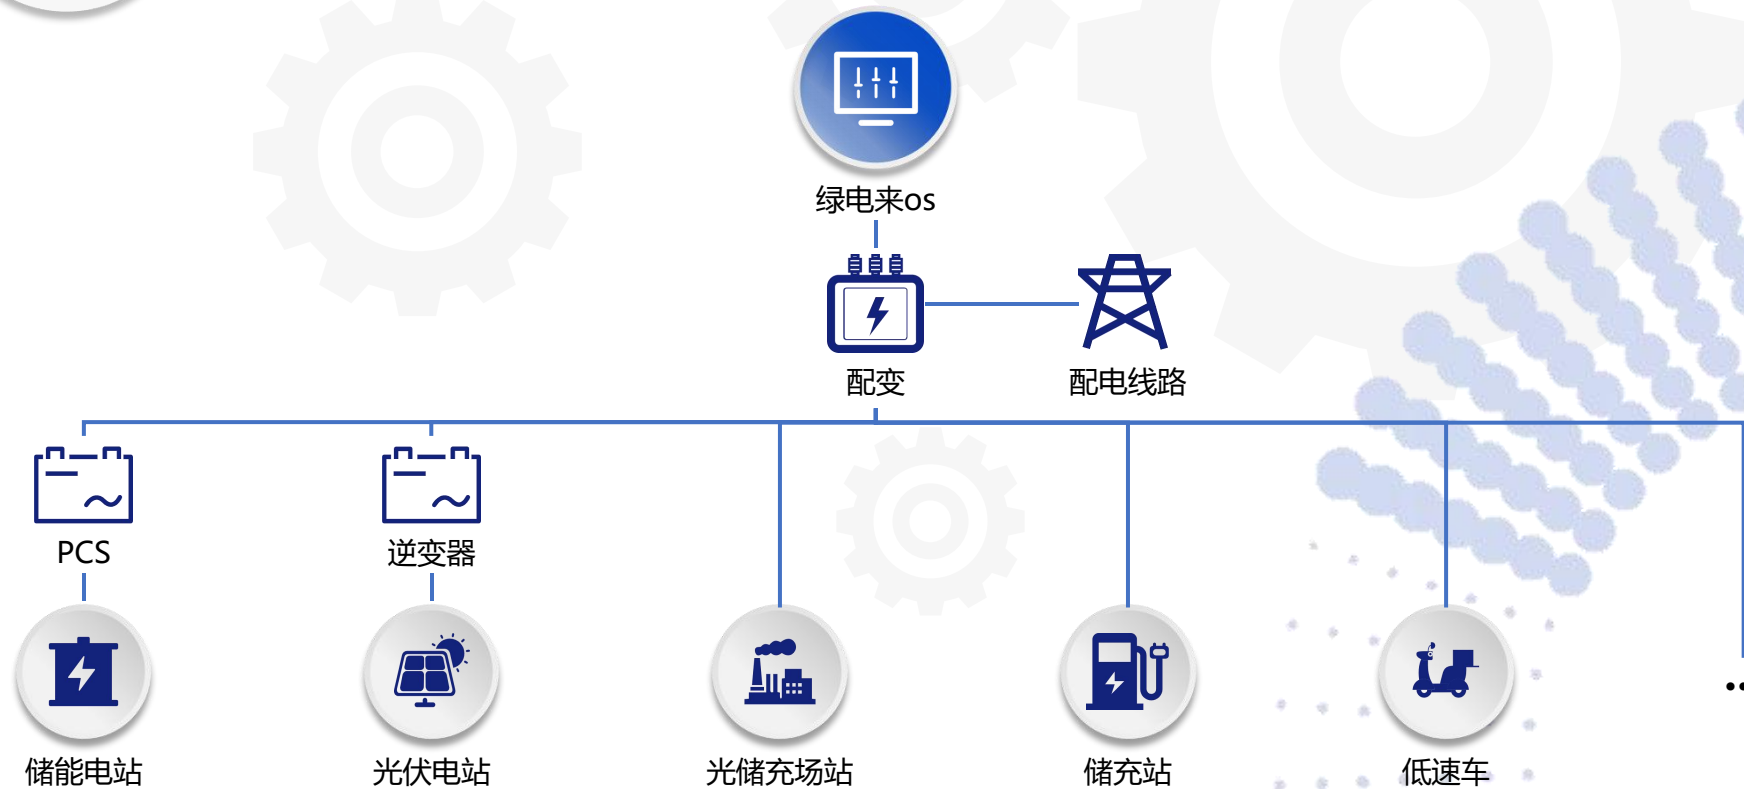 绿电来os
配变
配电线路
PCS
逆变器
储能电站
光伏电站
光储充场站
储充站
低速车